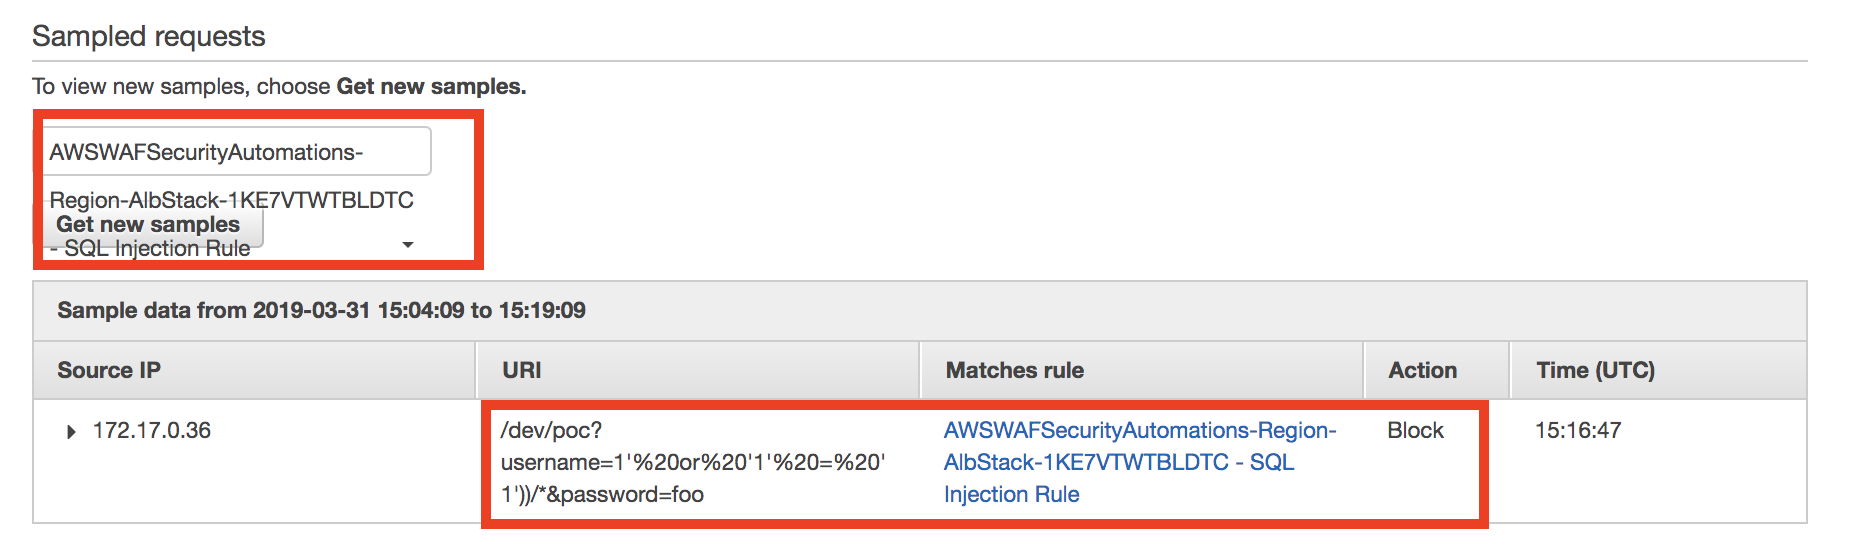 Sampled requests
To view new samples, choose Get new samples.
AWSWAFSecurityAutomations-
Region-AlbStack-1KE7VTWTBLDTC
Get new samples
- SQL Injection Rule
Sample data from 2019-03-31 15:04:09 to 15:19:09
Source IP URI Matches rule Action Time (UTC)
172.17.0.36 /dev/poc? AWSWAFSecurityAutomations-Region- Block 15:16:47
username=1'%20or%20'1'%20=%20' AlbStack-1KE7VTWTBLDTC - SQL
1'))/*&password=foo Injection Rule